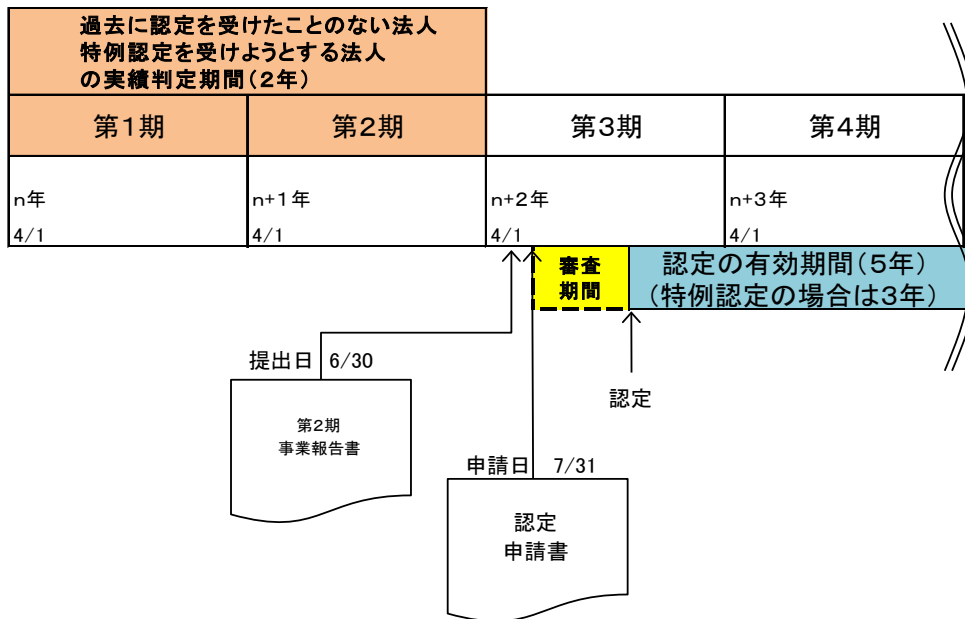 過去に認定を受けたことのない法人
特例認定を受けようとする法人
の実績判定期間(2年)
第1期
第2期
第3期
第4期
n年
n+1年
n+2年
n+3年
4/1
4/1
4/1
4/1
審査
期間
認定の有効期間(5年)
(特例認定の場合は3年)
提出日 6/30
認定
第2期
事業報告書
申請日 7/31
認定
申請書